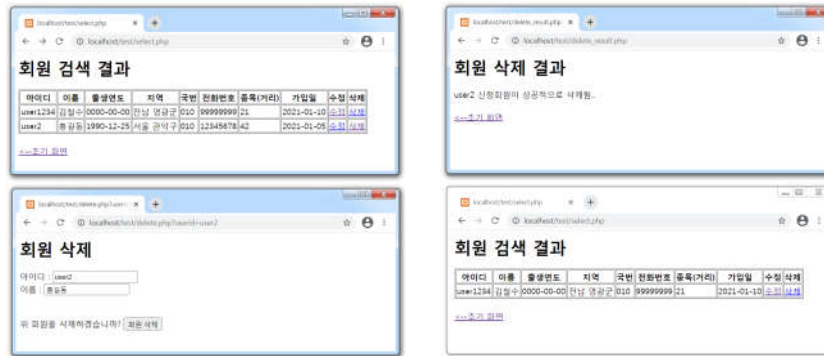 localhost/test/select.php
localhost/test/select.php
회원 검색 결과
아이디 이름 출생연도 지역 국번 전화번호 종목(거리) 가입일 수정 삭제
user1234 김철수 0000-00-00 전남 영광군 010 99999999 21 2021-01-10 수정 삭제
user2 홍길동 1990-12-25 서울 관악구 010 12345678 42 2021-01-05 수정 삭제
<--초기 화면
localhost/test/delete_result.php
localhost/test/delete_result.php
회원 삭제 결과
user2 신청회원이 성공적으로 삭제됨..
<--초기 화면
localhost/test/delete.php?useri
localhost/test/delete.php?userid=user2
회원 삭제
아이디 : user2
이름 : 홍길동
위 회원을 삭제하겠습니까? 회원 삭제
localhost/test/select.php
localhost/test/select.php
회원 검색 결과
아이디 이름 출생연도 지역 국번 전화번호 종목(거리) 가입일 수정 삭제
user1234 김철수 0000-00-00 전남 영광군 010 99999999 21 2021-01-10 수정 삭제
<--초기 화면